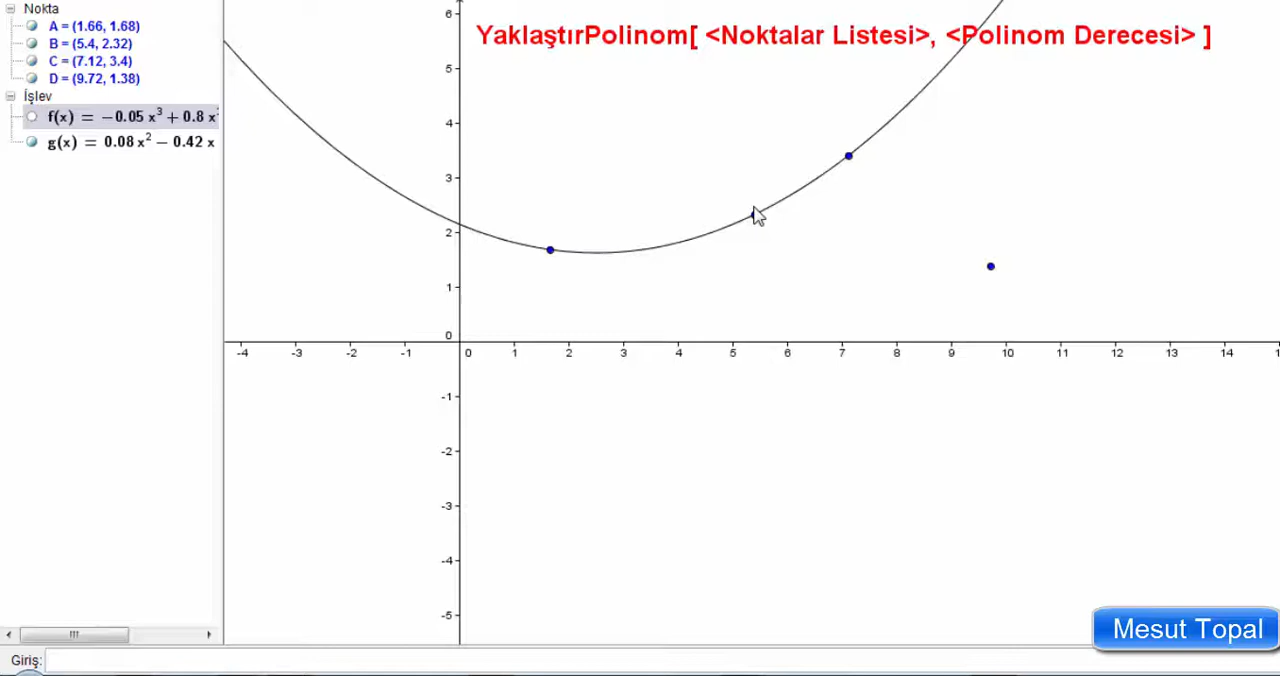 Nokta
A = (1.66, 1.68)
B = (5.4, 2.32)
C = (7.12, 3.4)
D = (9.72, 1.38)
İşlev
f(x) = −0.05 x³ + 0.8 x
g(x) = 0.08 x² − 0.42 x
YaklaştırPolinom[ <Noktalar Listesi>, <Polinom Derecesi> ]
6
5
4
3
2
1
0
-4 -3 -2 -1 0 1 2 3 4 5 6 7 8 9 10 11 12 13 14 1
-1
-2
-3
-4
-5
Mesut Topal
Giriş: